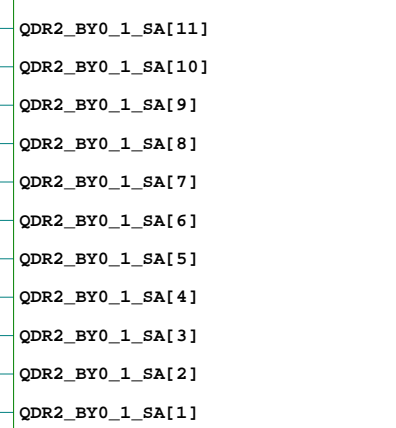 QDR2_BY0_1_SA[11]
QDR2_BY0_1_SA[10]
QDR2_BY0_1_SA[9]
QDR2_BY0_1_SA[8]
QDR2_BY0_1_SA[7]
QDR2_BY0_1_SA[6]
QDR2_BY0_1_SA[5]
QDR2_BY0_1_SA[4]
QDR2_BY0_1_SA[3]
QDR2_BY0_1_SA[2]
QDR2_BY0_1_SA[1]